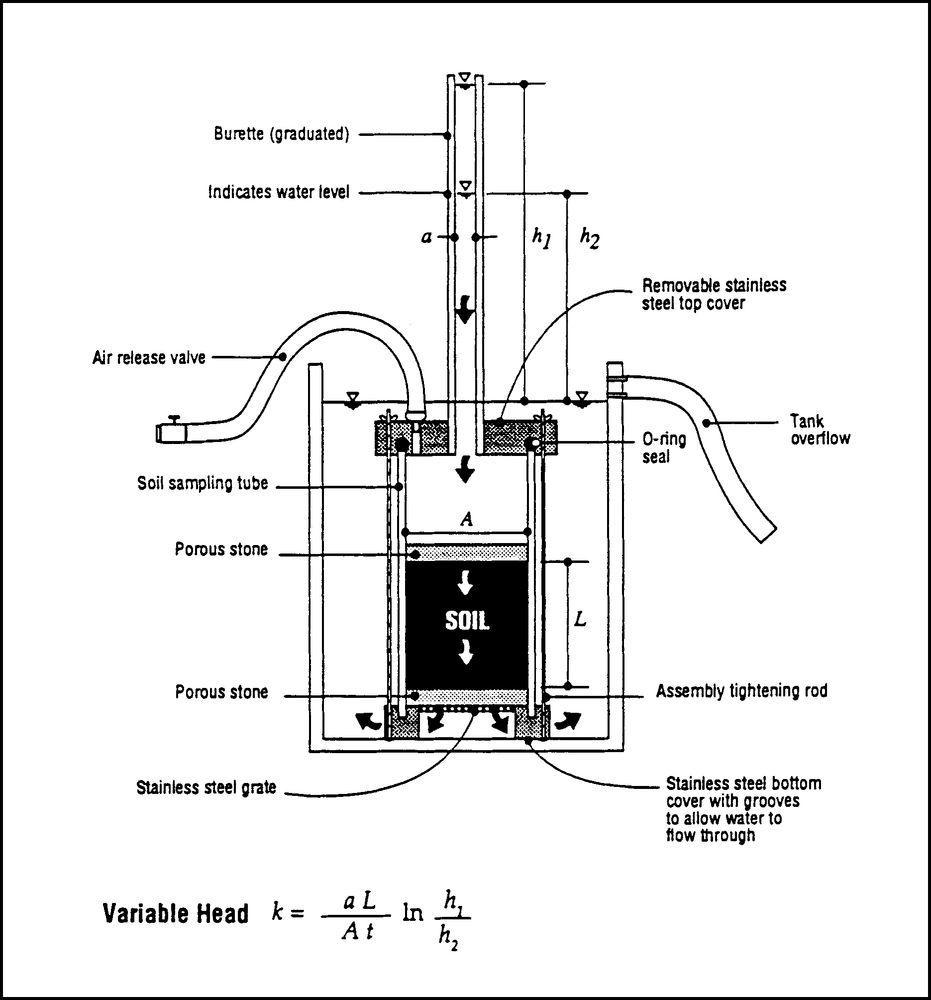 Burette (graduated)
Indicates water level
a
h1
h2
Removable stainless
steel top cover
Air release valve
Tank
overflow
O-ring
seal
Soil sampling tube
A
Porous stone
SOIL
L
Porous stone
Assembly tightening rod
Stainless steel grate
Stainless steel bottom
cover with grooves
to allow water to
flow through
Variable Head k = a L / A t ln h1 / h2